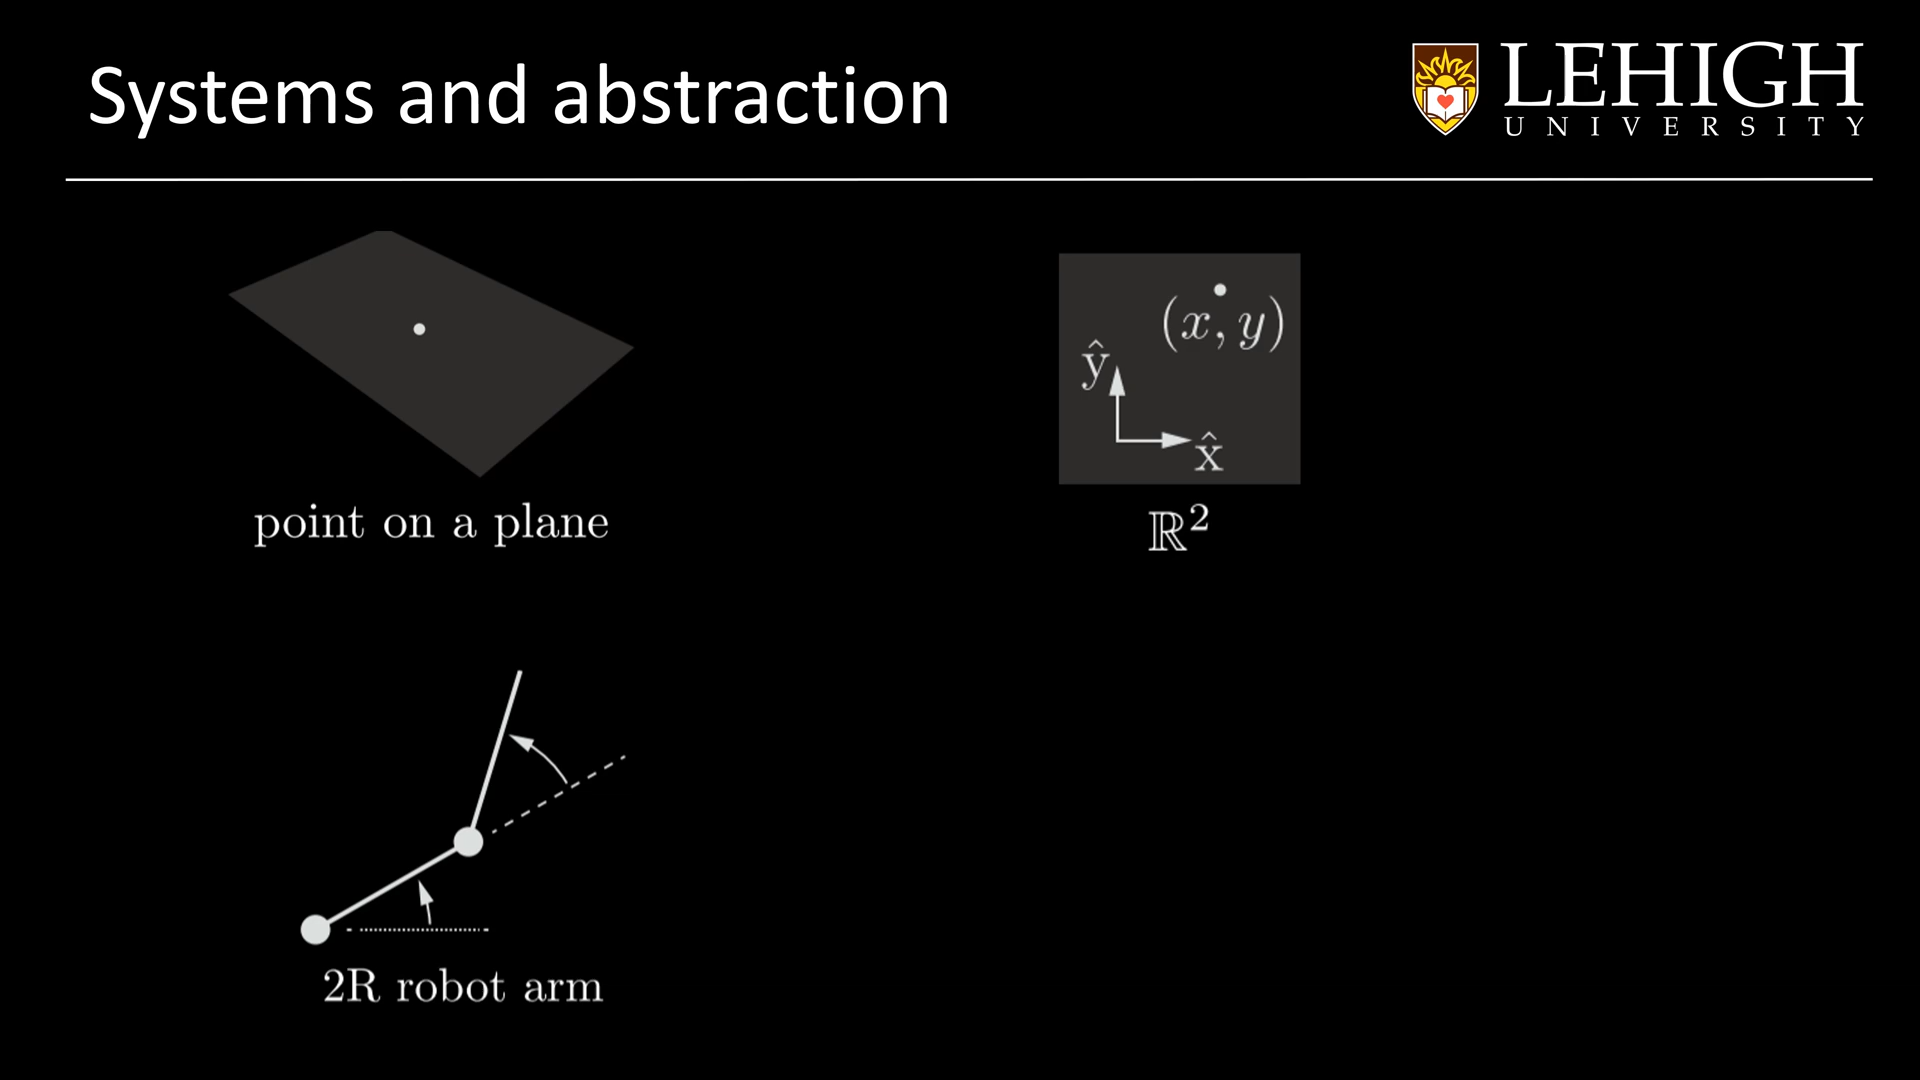 Systems and abstraction
LEHIGH
UNIVERSITY
(x, y)
ŷ
x̂
point on a plane
ℝ²
2R robot arm